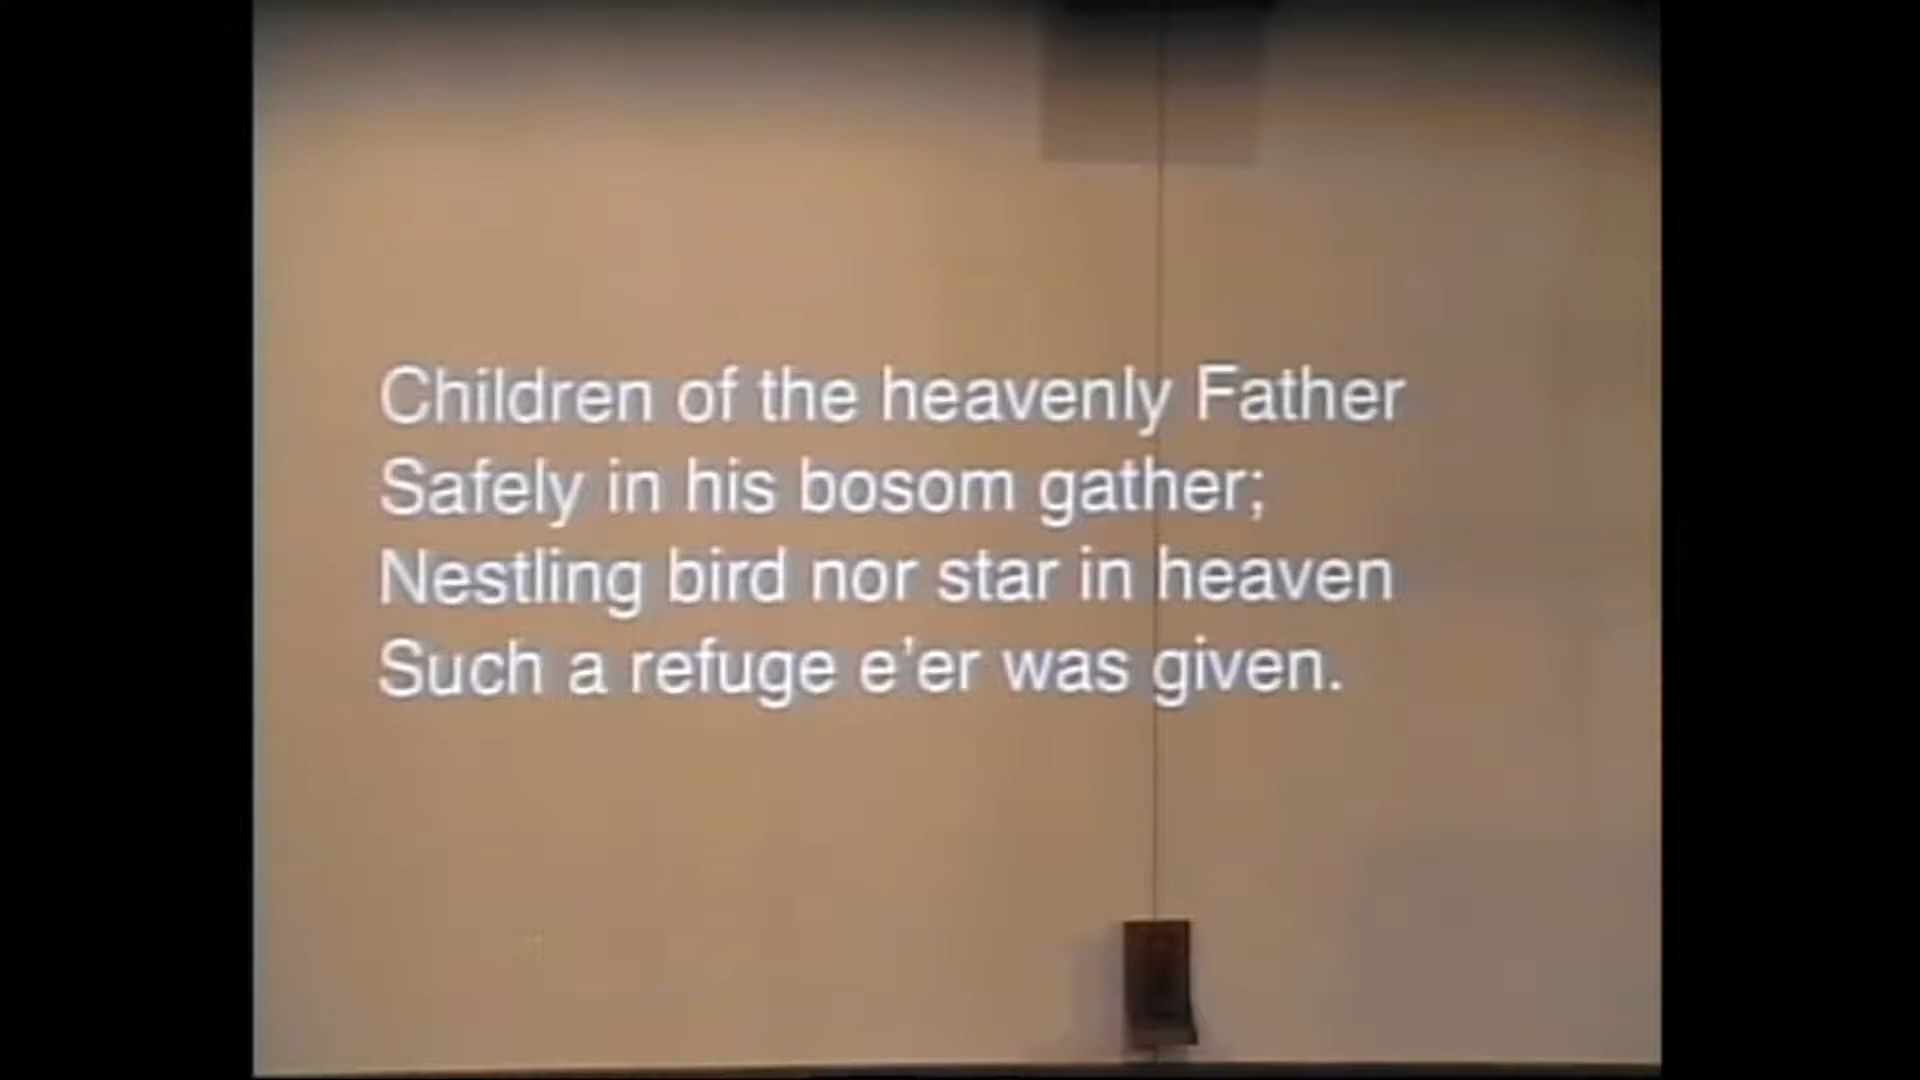 Children of the heavenly Father
Safely in his bosom gather;
Nestling bird nor star in heaven
Such a refuge e'er was given.